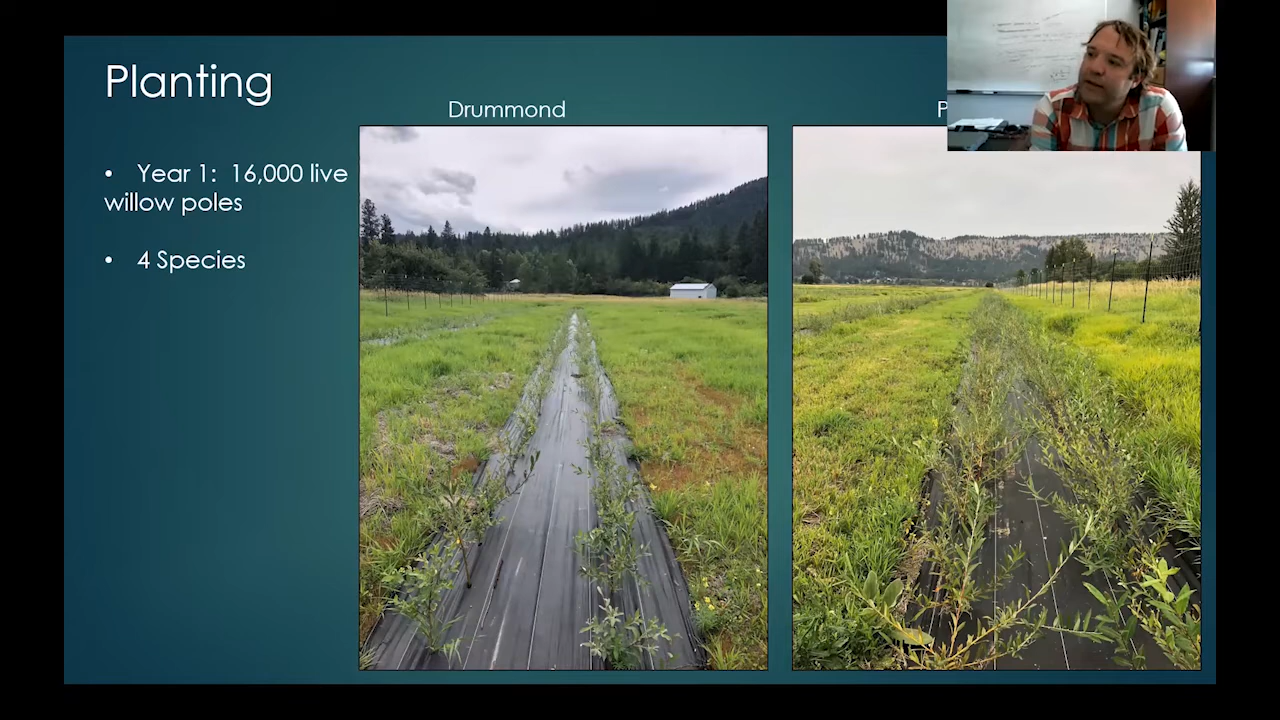 Planting
• Year 1: 16,000 live
willow poles
• 4 Species
Drummond